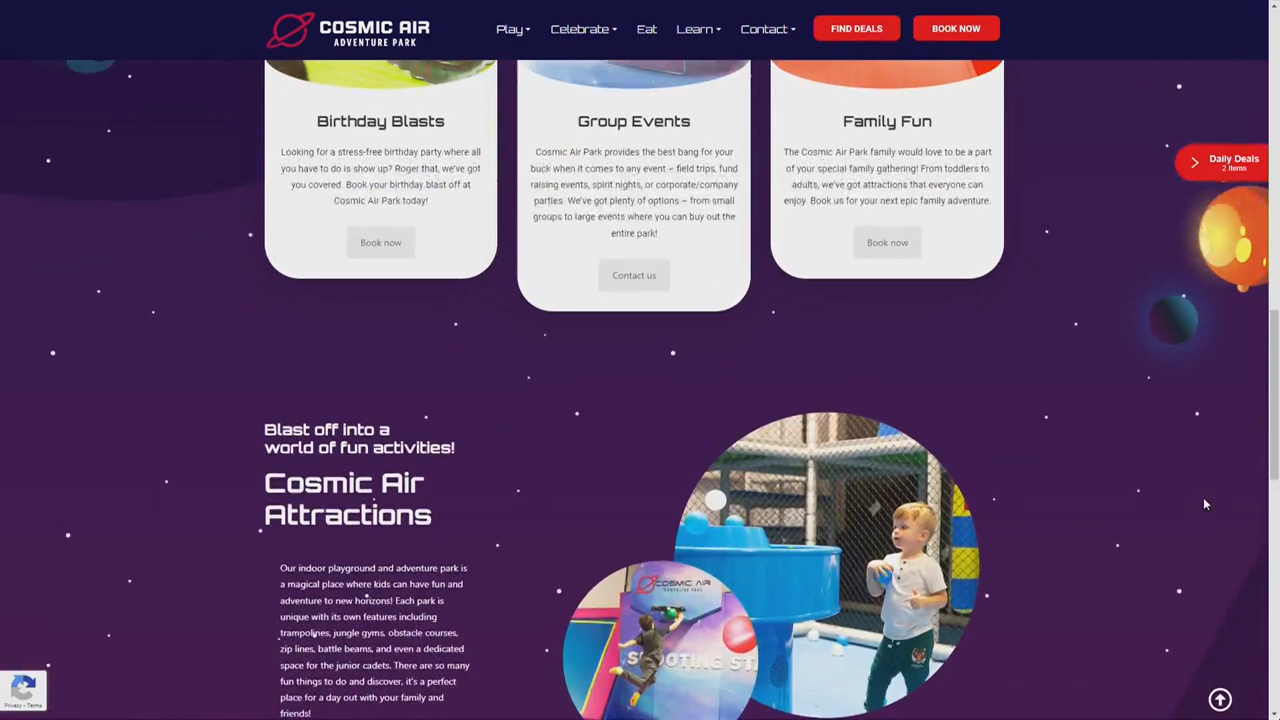 COSMIC AIR
ADVENTURE PARK
Play
Celebrate
Eat
Learn
Contact
FIND DEALS
BOOK NOW
Birthday Blasts
Looking for a stress-free birthday party where all
you have to do is show up? Roger that, we've got
you covered. Book your birthday blast off at
Cosmic Air Park today!
Book now
Group Events
Cosmic Air Park provides the best bang for your
buck when it comes to any event – field trips, fund
raising events, spirit nights, or corporate/company
parties. We've got plenty of options – from small
groups to large events where you can buy out the
entire park!
Contact us
Family Fun
The Cosmic Air Park family would love to be a part
of your special family gathering! From toddlers to
adults, we've got attractions that everyone can
enjoy. Book us for your next epic family adventure.
Book now
Daily Deals
2 Items
Blast off into a
world of fun activities!
Cosmic Air
Attractions
Our indoor playground and adventure park is
a magical place where kids can have fun and
adventure to new horizons! Each park is
unique with its own features including
trampolines, jungle gyms, obstacle courses,
zip lines, battle beams, and even a dedicated
space for the junior cadets. There are so many
fun things to do and discover, it's a perfect
place for a day out with your family and
friends!
COSMIC AIR
TRAMPOLINE PARK
Privacy - Terms